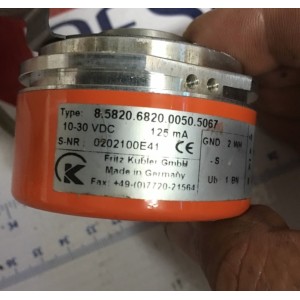 Type: 8.5820.6820.0050.5067
10-30 VDC 125 mA
S-NR.: 0202100E41 CE
Fritz Kübler GmbH
Made in Germany
Fax: +49-(0)7720-21564
GND 2 WH
- S
Ub 1 BN
K